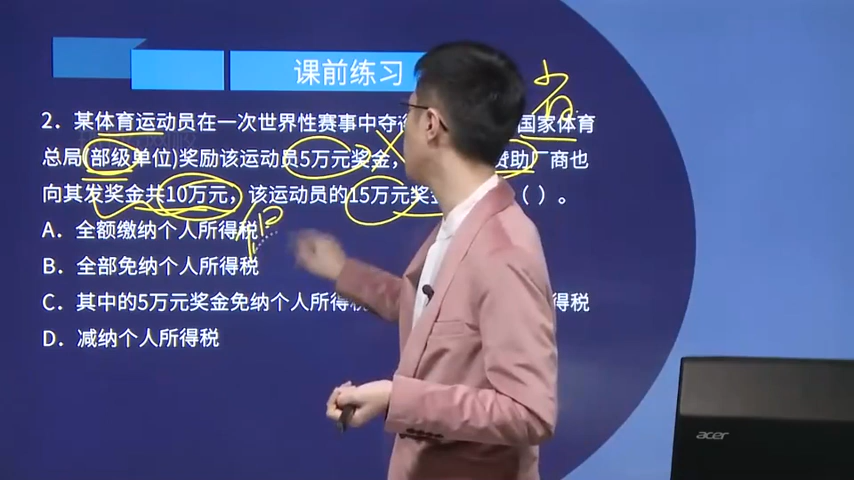 课前练习
2. 某体育运动员在一次世界性赛事中夺 国家体育
总局(部级单位)奖励该运动员5万元奖金, 赞助厂商也
向其发奖金共10万元,该运动员的15万元奖 ( )。
A. 全额缴纳个人所得税
B. 全部免纳个人所得税
C. 其中的5万元奖金免纳个人所得税 得税
D. 减纳个人所得税
acer